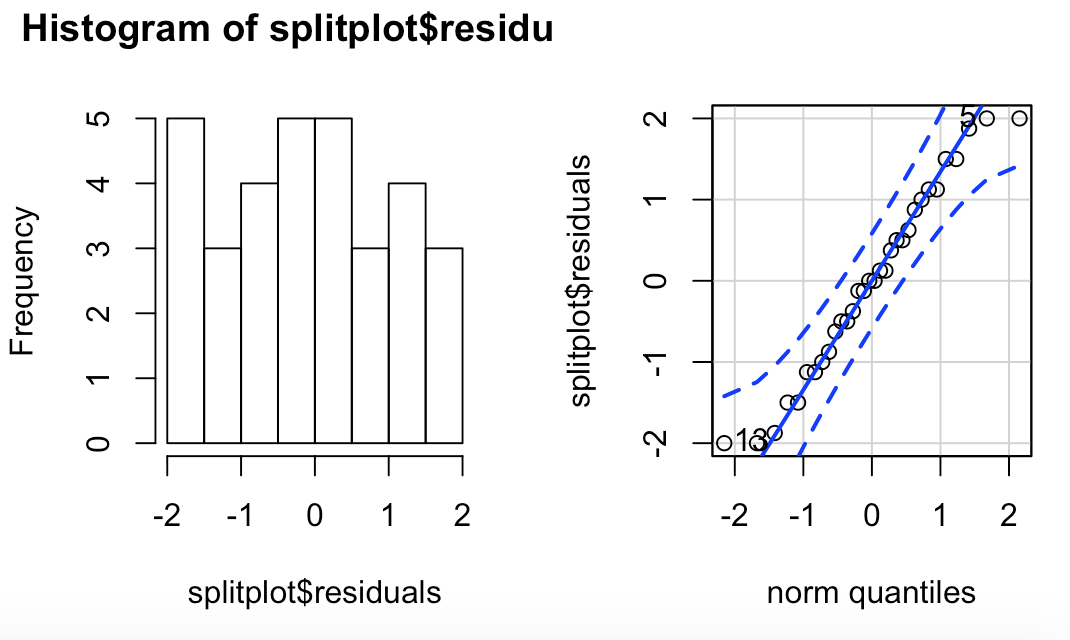 Histogram of splitplot$residu
Frequency
5
4
3
2
1
0
-2 -1 0 1 2
splitplot$residuals
splitplot$residuals
2
1
0
-1
-2
-2 -1 0 1 2
norm quantiles